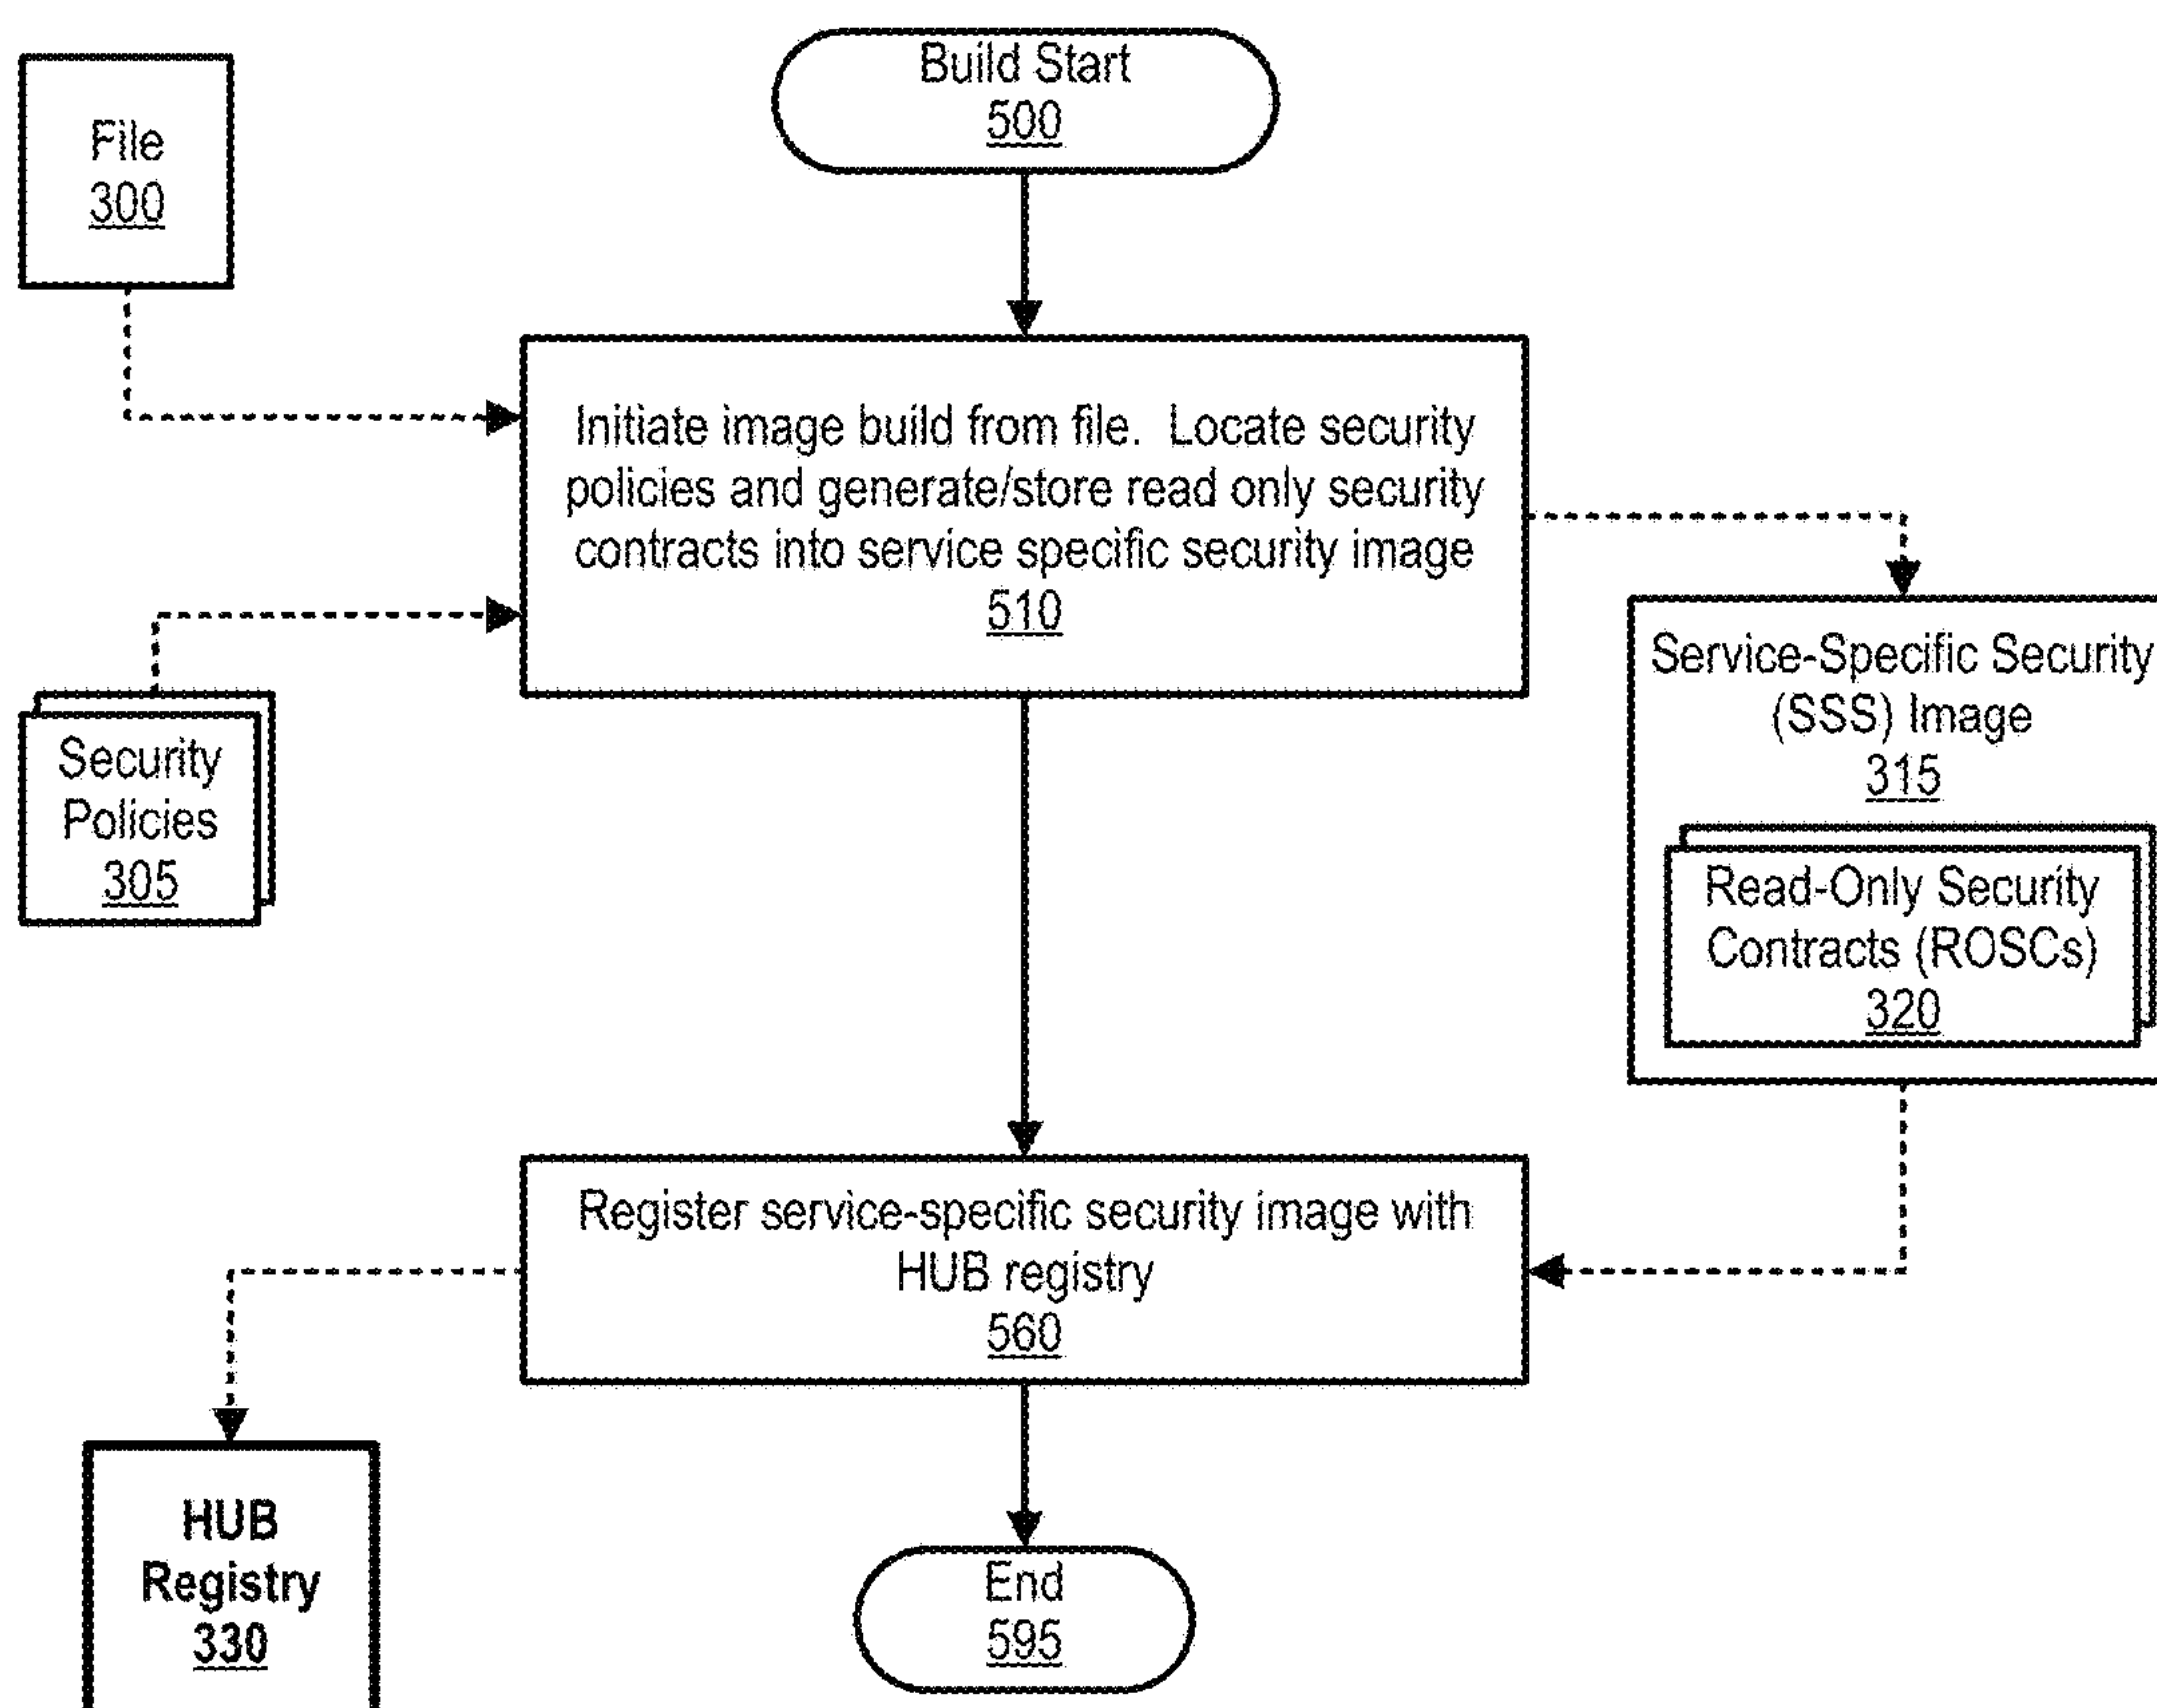 Build Start
500
File
300
Initiate image build from file. Locate security
policies and generate/store read only security
contracts into service specific security image
510
Service-Specific Security
(SSS) Image
315
Security
Policies
305
Read-Only Security
Contracts (ROSCs)
320
Register service-specific security image with
HUB registry
560
HUB
Registry
330
End
595